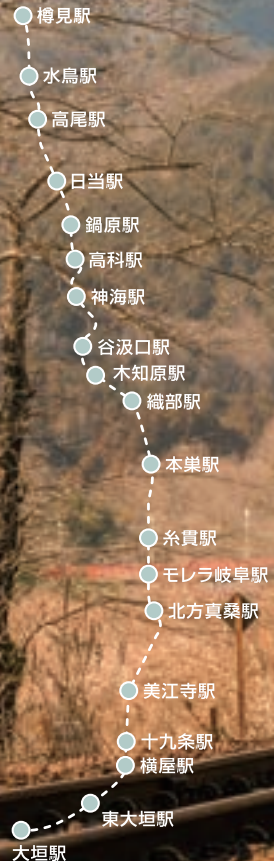 樽見駅
水鳥駅
高尾駅
日当駅
鍋原駅
高科駅
神海駅
谷汲口駅
木知原駅
織部駅
本巣駅
糸貫駅
モレラ岐阜駅
北方真桑駅
美江寺駅
十九条駅
横屋駅
東大垣駅
大垣駅